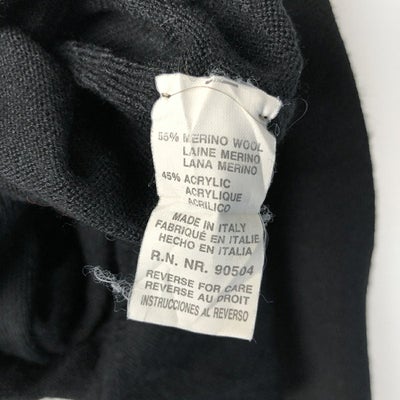 55% MERINO WOOL
LAINE MERINO
LANA MERINO
45% ACRYLIC
ACRYLIQUE
ACRILICO
MADE IN ITALY
FABRIQUÉ EN ITALIE
HECHO EN ITALIA
R.N. NR. 90504
REVERSE FOR CARE
REVERSE AU DROIT
INSTRUCCIONES AL REVERSO